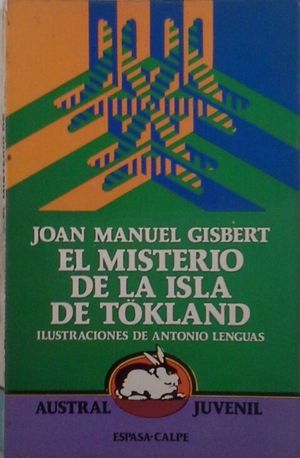 JOAN MANUEL GISBERT
EL MISTERIO
DE LA ISLA
DE TÖKLAND
ILUSTRACIONES DE ANTONIO LENGUAS
AUSTRAL JUVENIL
ESPASA-CALPE